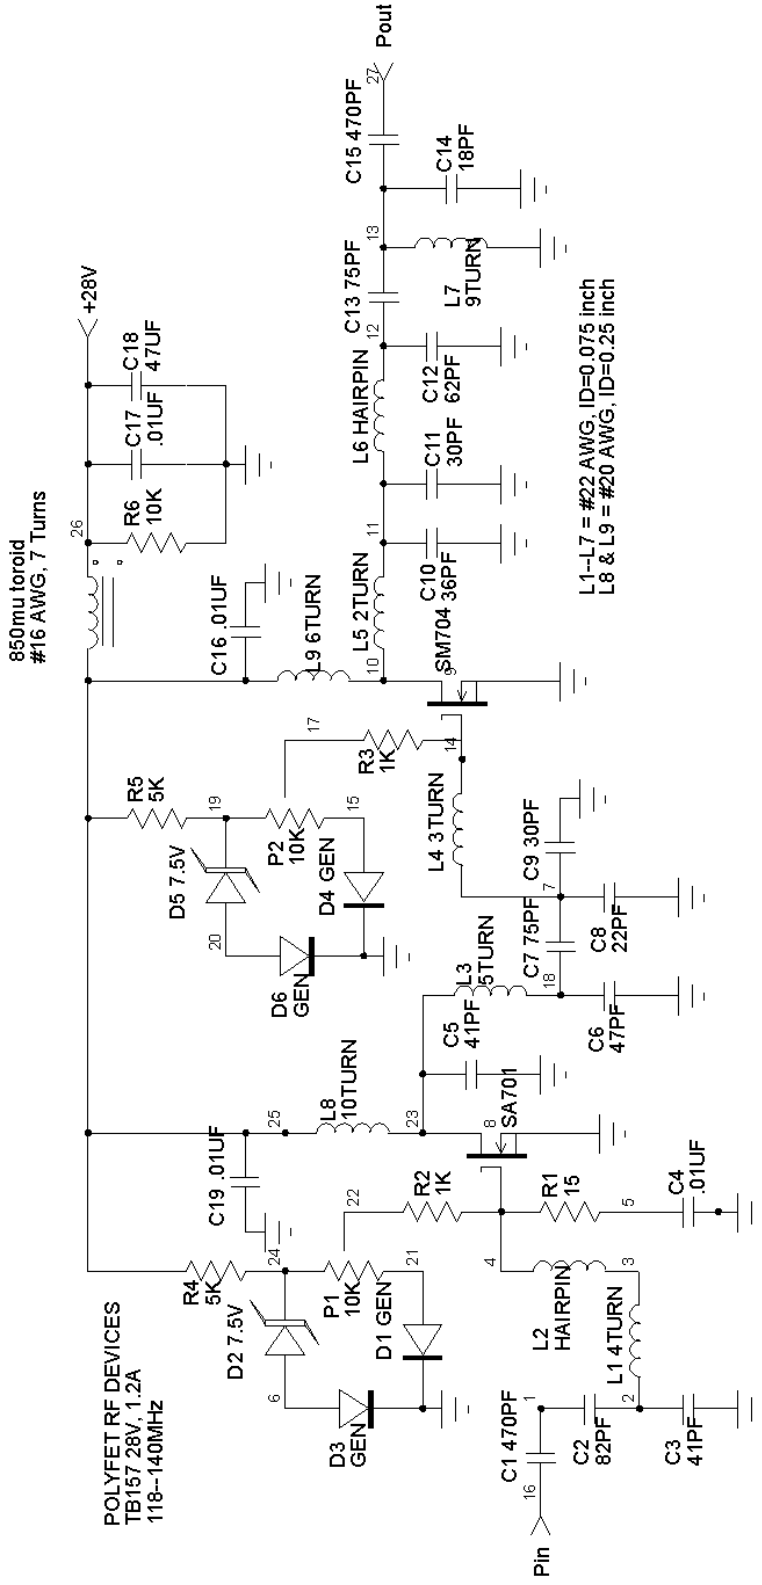 POLYFET RF DEVICES
TB157 28V, 1.2A
118--140MHz
850mu toroid
#16 AWG, 7 Turns
26
+28V
R6
10K
C17
.01UF
C18
47UF
C16 .01UF
L9 6TURN
R5
5K
19
D5 7.5V
20
D6
GEN
P2
10K
17
15
D4 GEN
R3
1K
14
SM704
9
10
L5 2TURN
11
C10
36PF
C11
30PF
L6 HAIRPIN
12
C12
62PF
C13 75PF
13
L7
9TURN
C14
18PF
C15 470PF
27
Pout
25
C19 .01UF
L8
10TURN
23
R4
5K
24
D2 7.5V
6
D3
GEN
P1
10K
22
21
D1 GEN
R2
1K
8
SA701
C5
41PF
L3
5TURN
18
C6
47PF
C7 75PF
7
C8
22PF
C9 30PF
L4 3TURN
4
R1
15
5
C4
.01UF
L2
HAIRPIN
3
L1 4TURN
2
C3
41PF
C2
82PF
1
C1 470PF
16
Pin
L1--L7 = #22 AWG, ID=0.075 inch
L8 & L9 = #20 AWG, ID=0.25 inch